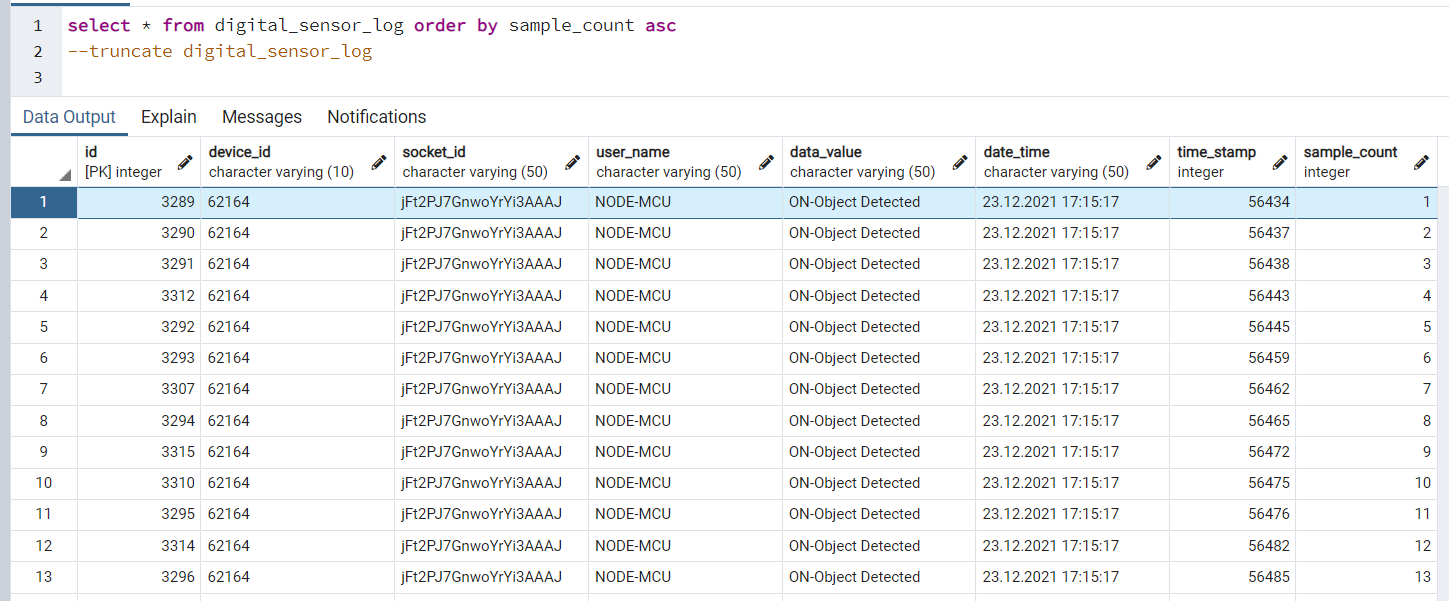 1 select * from digital_sensor_log order by sample_count asc
2 --truncate digital_sensor_log
3
Data Output Explain Messages Notifications
id device_id socket_id user_name data_value date_time time_stamp sample_count
[PK] integer character varying (10) character varying (50) character varying (50) character varying (50) character varying (50) integer integer
1 3289 62164 jFt2PJ7GnwoYrYi3AAAJ NODE-MCU ON-Object Detected 23.12.2021 17:15:17 56434 1
2 3290 62164 jFt2PJ7GnwoYrYi3AAAJ NODE-MCU ON-Object Detected 23.12.2021 17:15:17 56437 2
3 3291 62164 jFt2PJ7GnwoYrYi3AAAJ NODE-MCU ON-Object Detected 23.12.2021 17:15:17 56438 3
4 3312 62164 jFt2PJ7GnwoYrYi3AAAJ NODE-MCU ON-Object Detected 23.12.2021 17:15:17 56443 4
5 3292 62164 jFt2PJ7GnwoYrYi3AAAJ NODE-MCU ON-Object Detected 23.12.2021 17:15:17 56445 5
6 3293 62164 jFt2PJ7GnwoYrYi3AAAJ NODE-MCU ON-Object Detected 23.12.2021 17:15:17 56459 6
7 3307 62164 jFt2PJ7GnwoYrYi3AAAJ NODE-MCU ON-Object Detected 23.12.2021 17:15:17 56462 7
8 3294 62164 jFt2PJ7GnwoYrYi3AAAJ NODE-MCU ON-Object Detected 23.12.2021 17:15:17 56465 8
9 3315 62164 jFt2PJ7GnwoYrYi3AAAJ NODE-MCU ON-Object Detected 23.12.2021 17:15:17 56472 9
10 3310 62164 jFt2PJ7GnwoYrYi3AAAJ NODE-MCU ON-Object Detected 23.12.2021 17:15:17 56475 10
11 3295 62164 jFt2PJ7GnwoYrYi3AAAJ NODE-MCU ON-Object Detected 23.12.2021 17:15:17 56476 11
12 3314 62164 jFt2PJ7GnwoYrYi3AAAJ NODE-MCU ON-Object Detected 23.12.2021 17:15:17 56482 12
13 3296 62164 jFt2PJ7GnwoYrYi3AAAJ NODE-MCU ON-Object Detected 23.12.2021 17:15:17 56485 13